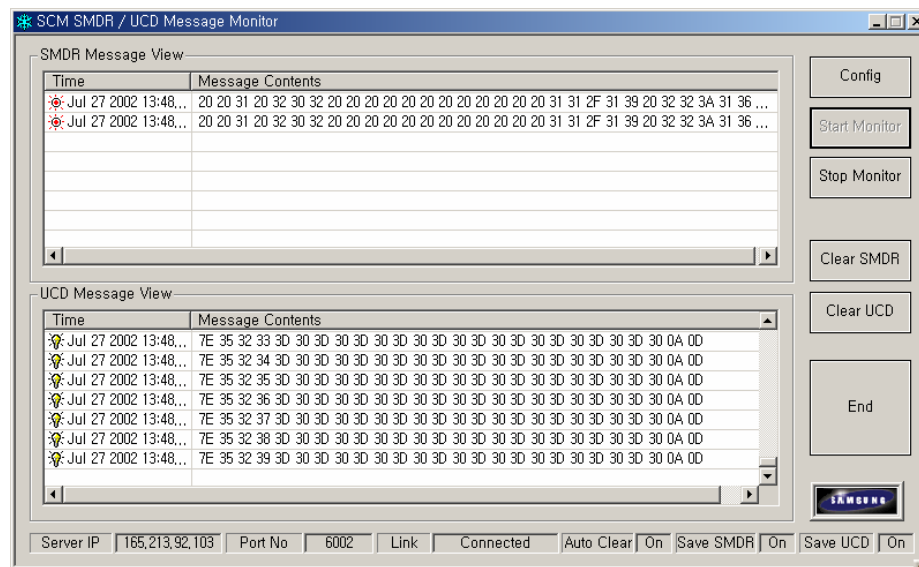 SCM SMDR / UCD Message Monitor
SMDR Message View
Time Message Contents
Jul 27 2002 13:48,,, 20 20 31 20 32 30 32 20 20 20 20 20 20 20 20 20 20 20 31 31 2F 31 39 20 32 32 3A 31 36 ...
Jul 27 2002 13:48,,, 20 20 31 20 32 30 32 20 20 20 20 20 20 20 20 20 20 20 31 31 2F 31 39 20 32 32 3A 31 36 ...
UCD Message View
Time Message Contents
Jul 27 2002 13:48,,, 7E 35 32 33 3D 30 3D 30 3D 30 3D 30 3D 30 3D 30 3D 30 3D 30 3D 30 3D 30 0A 0D
Jul 27 2002 13:48,,, 7E 35 32 34 3D 30 3D 30 3D 30 3D 30 3D 30 3D 30 3D 30 3D 30 3D 30 3D 30 0A 0D
Jul 27 2002 13:48,,, 7E 35 32 35 3D 30 3D 30 3D 30 3D 30 3D 30 3D 30 3D 30 3D 30 3D 30 3D 30 0A 0D
Jul 27 2002 13:48,,, 7E 35 32 36 3D 30 3D 30 3D 30 3D 30 3D 30 3D 30 3D 30 3D 30 3D 30 3D 30 0A 0D
Jul 27 2002 13:48,,, 7E 35 32 37 3D 30 3D 30 3D 30 3D 30 3D 30 3D 30 3D 30 3D 30 3D 30 3D 30 0A 0D
Jul 27 2002 13:48,,, 7E 35 32 38 3D 30 3D 30 3D 30 3D 30 3D 30 3D 30 3D 30 3D 30 3D 30 3D 30 0A 0D
Jul 27 2002 13:48,,, 7E 35 32 39 3D 30 3D 30 3D 30 3D 30 3D 30 3D 30 3D 30 3D 30 3D 30 3D 30 0A 0D
Config
Start Monitor
Stop Monitor
Clear SMDR
Clear UCD
End
SAMSUNG
Server IP 165,213,92,103 Port No 6002 Link Connected Auto Clear On Save SMDR On Save UCD On